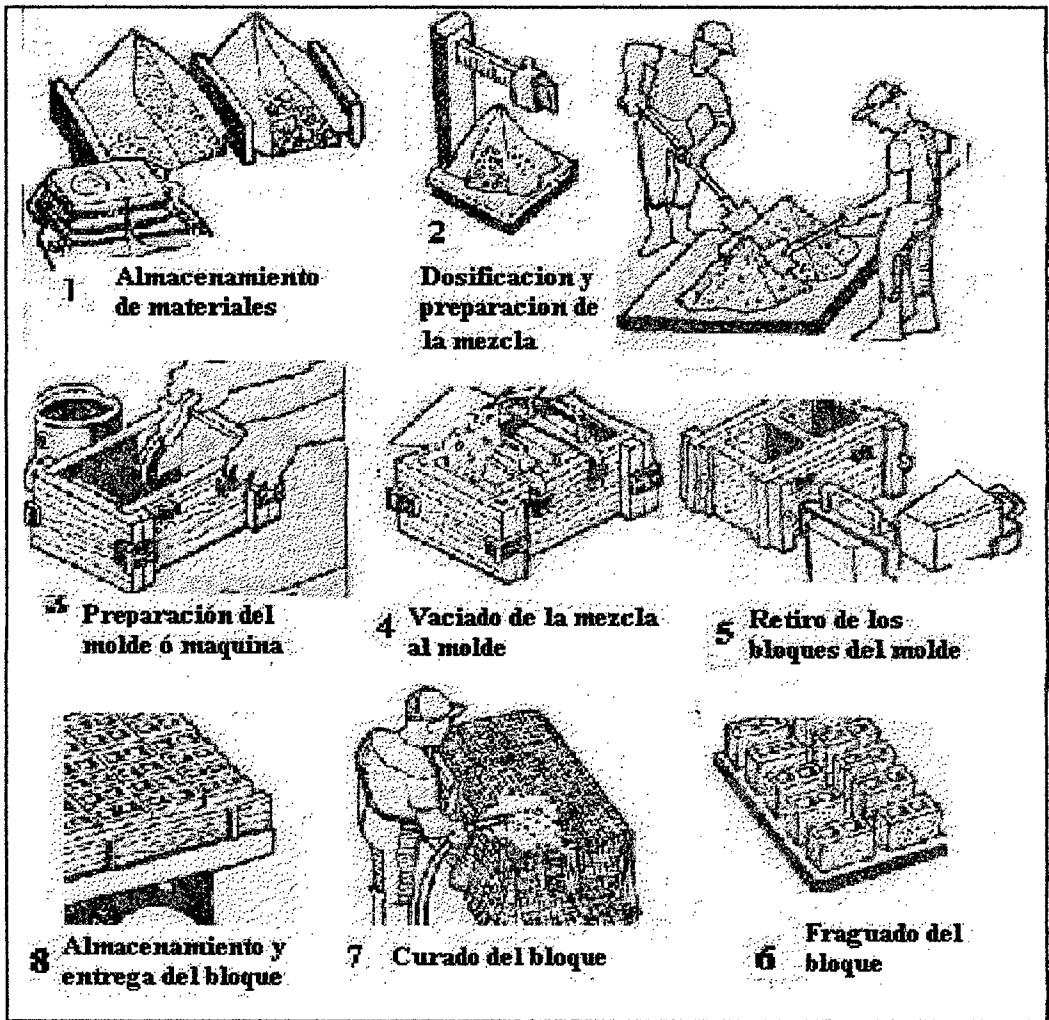 1 Almacenamiento
de materiales
2
Dosificacion y
preparacion de
la mezcla
3 Preparación del
molde ó maquina
4 Vaciado de la mezcla
al molde
5 Retiro de los
bloques del molde
8 Almacenamiento y
entrega del bloque
7 Curado del bloque
6 Fraguado del
bloque